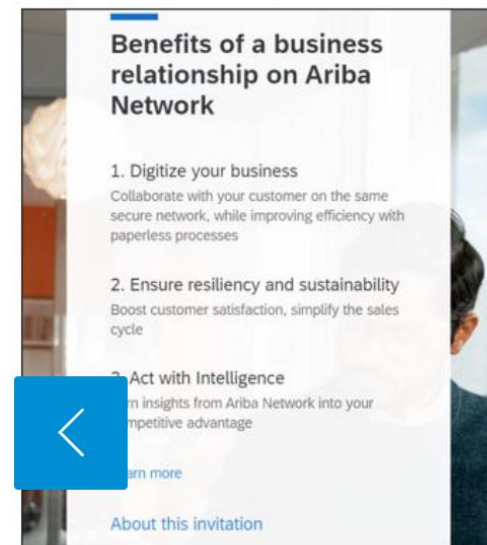 Benefits of a business
relationship on Ariba
Network
1. Digitize your business
Collaborate with your customer on the same
secure network, while improving efficiency with
paperless processes
2. Ensure resiliency and sustainability
Boost customer satisfaction, simplify the sales
cycle
Act with Intelligence
insights from Ariba Network into your
advantage
more
About this invitation